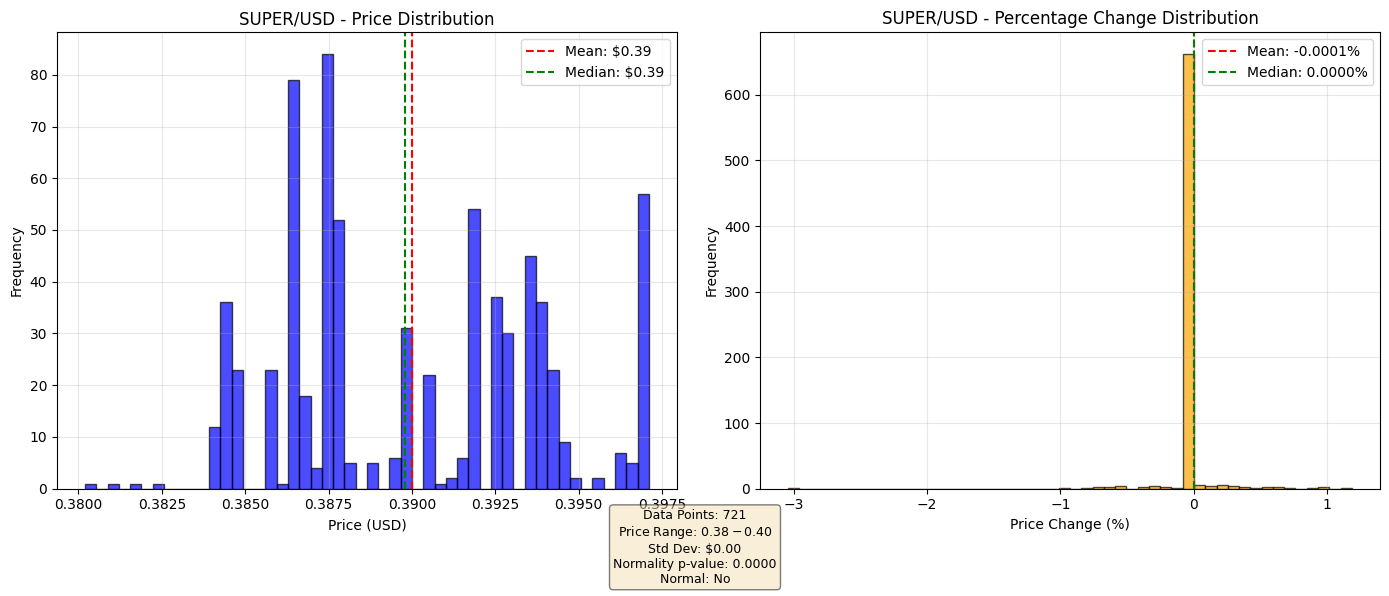 SUPER/USD - Price Distribution
Mean: $0.39
Median: $0.39
Frequency
80
70
60
50
40
30
20
10
0
0.3800
0.3825
0.3850
0.3875
0.3900
0.3925
0.3950
0.3975
Price (USD)
SUPER/USD - Percentage Change Distribution
Mean: -0.0001%
Median: 0.0000%
Frequency
600
500
400
300
200
100
0
−3
−2
−1
0
1
Price Change (%)
Data Points: 721
Price Range: 0.38 − 0.40
Std Dev: $0.00
Normality p-value: 0.0000
Normal: No